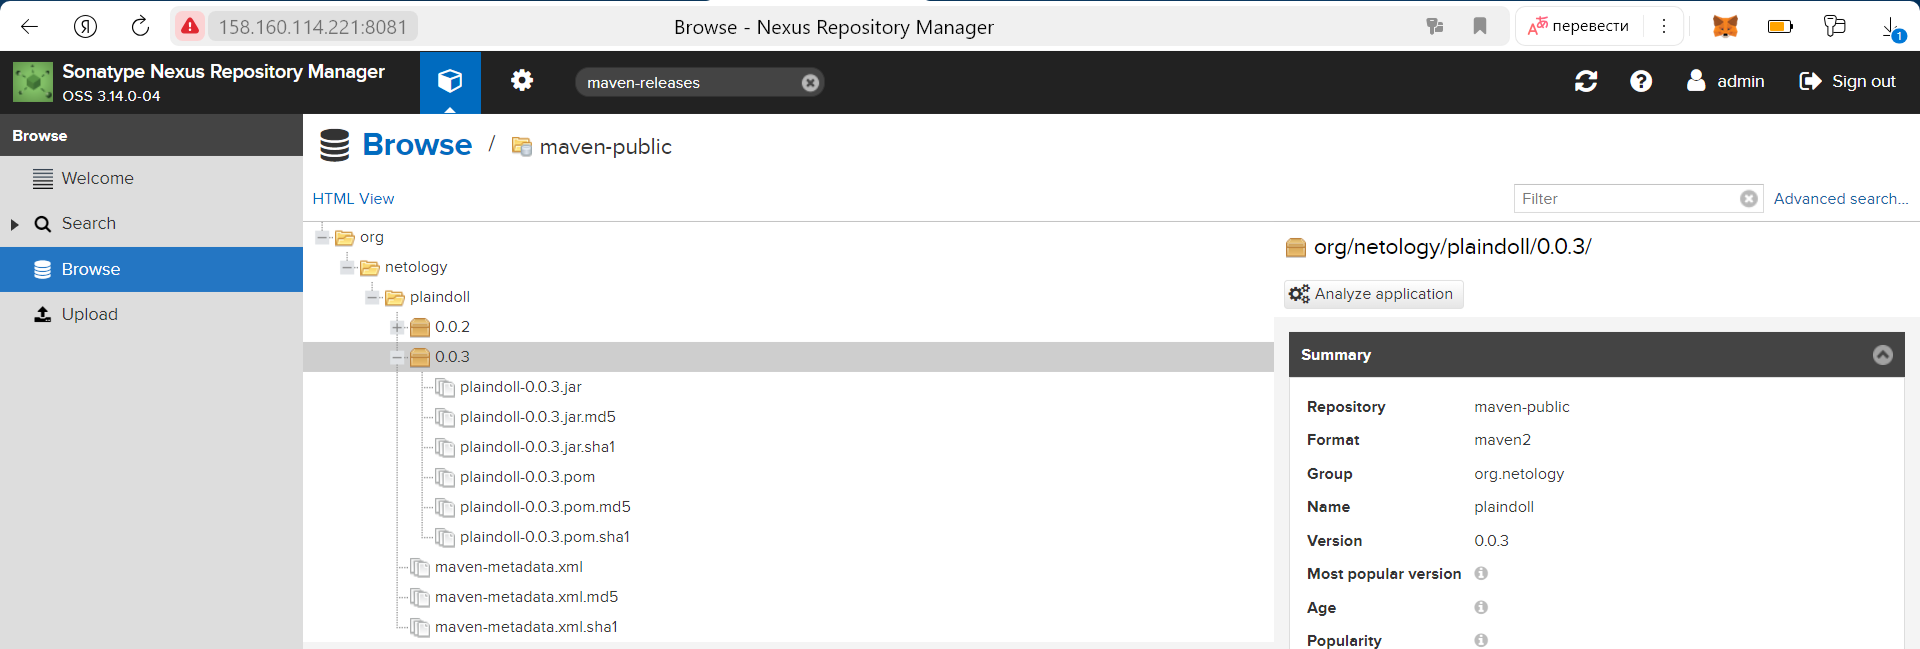 158.160.114.221:8081
Browse - Nexus Repository Manager
перевести
1
Sonatype Nexus Repository Manager
OSS 3.14.0-04
maven-releases
admin
Sign out
Browse
Welcome
Search
Browse
Upload
Browse / maven-public
HTML View
Filter
Advanced search...
org
netology
plaindoll
0.0.2
0.0.3
plaindoll-0.0.3.jar
plaindoll-0.0.3.jar.md5
plaindoll-0.0.3.jar.sha1
plaindoll-0.0.3.pom
plaindoll-0.0.3.pom.md5
plaindoll-0.0.3.pom.sha1
maven-metadata.xml
maven-metadata.xml.md5
maven-metadata.xml.sha1
org/netology/plaindoll/0.0.3/
Analyze application
Summary
Repository maven-public
Format maven2
Group org.netology
Name plaindoll
Version 0.0.3
Most popular version
Age
Popularity